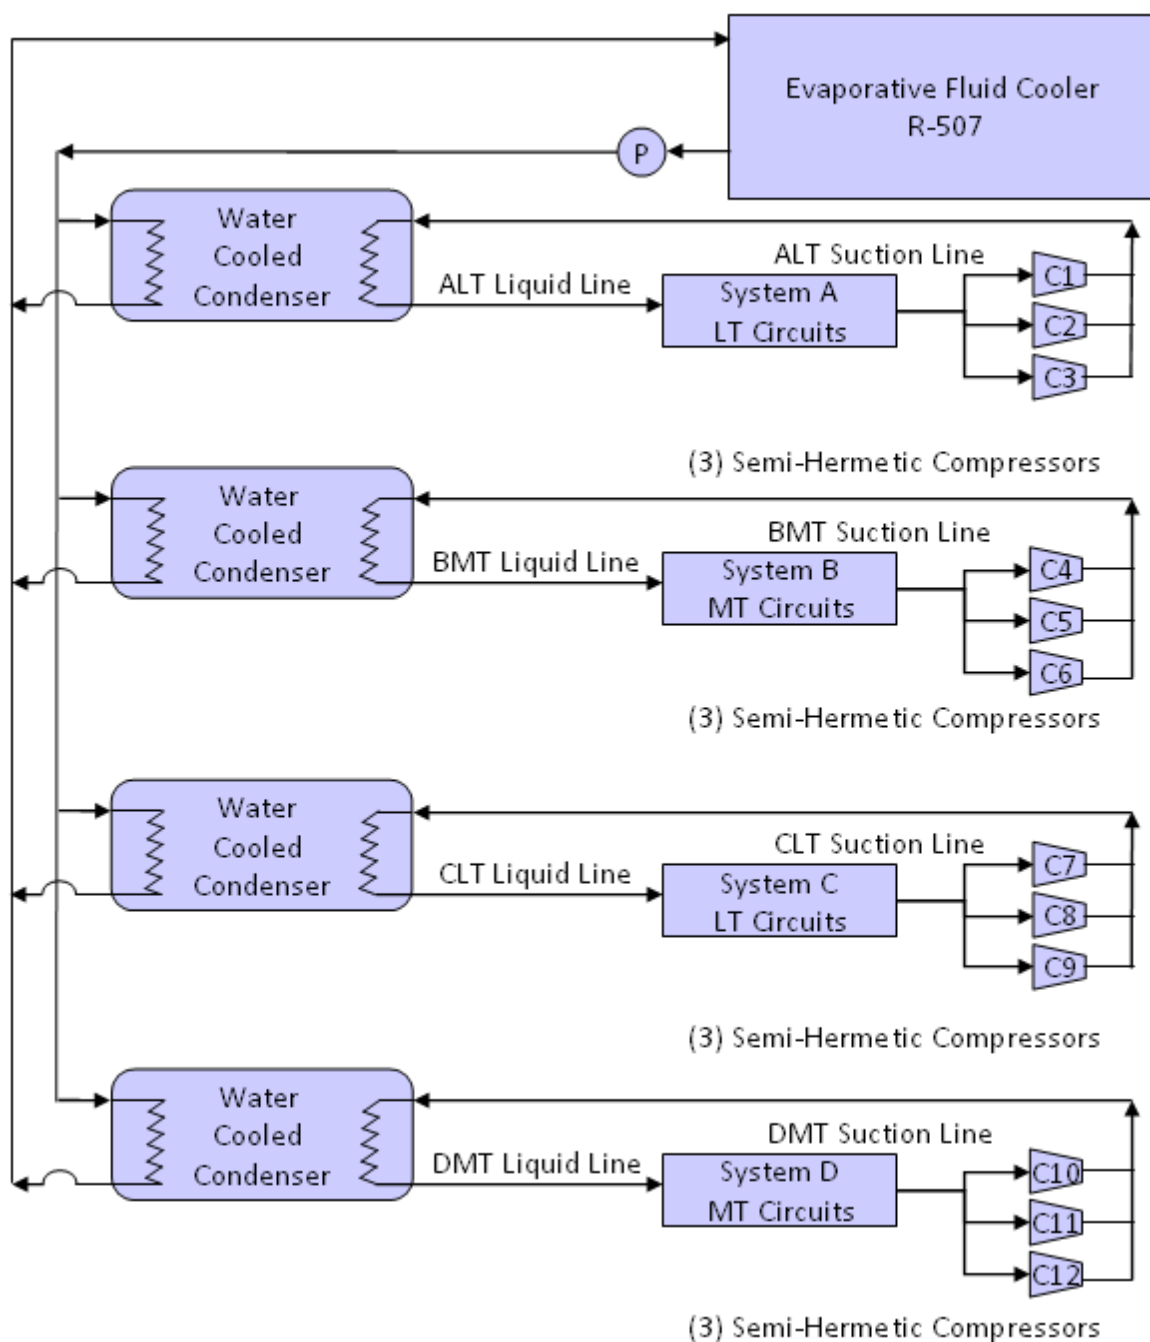 Evaporative Fluid Cooler
R-507
P
Water
Cooled
Condenser
ALT Liquid Line
ALT Suction Line
System A
LT Circuits
C1
C2
C3
(3) Semi-Hermetic Compressors
Water
Cooled
Condenser
BMT Liquid Line
BMT Suction Line
System B
MT Circuits
C4
C5
C6
(3) Semi-Hermetic Compressors
Water
Cooled
Condenser
CLT Liquid Line
CLT Suction Line
System C
LT Circuits
C7
C8
C9
(3) Semi-Hermetic Compressors
Water
Cooled
Condenser
DMT Liquid Line
DMT Suction Line
System D
MT Circuits
C10
C11
C12
(3) Semi-Hermetic Compressors